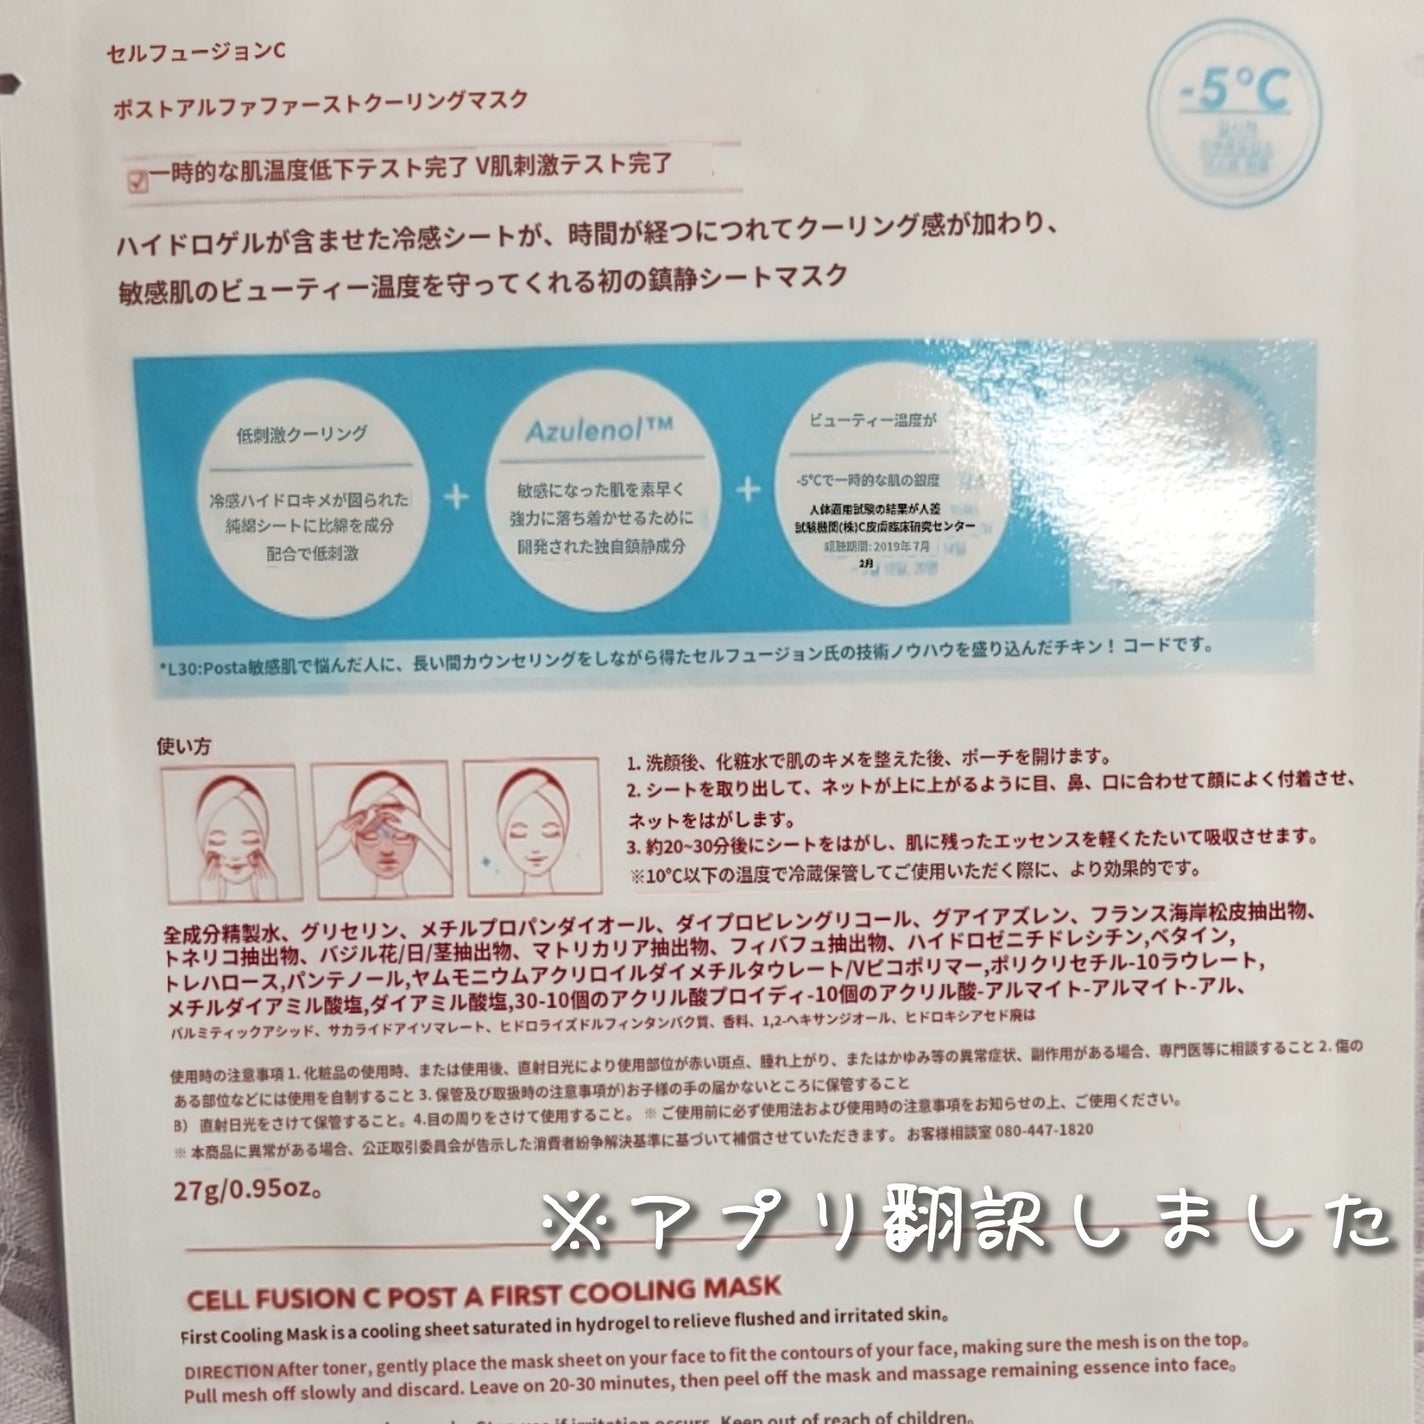 セルフュージョンC
-5°C
ポストアルファファーストクーリングマスク
一時的な肌温度低下テスト完了 V肌刺激テスト完了
ハイドロゲルが含ませた冷感シートが、時間が経つにつれてクーリング感が加わり、
敏感肌のビューティー温度を守ってくれる初の鎮静シートマスク
低刺激クーリング
冷感ハイドロキメが図られた
純綿シートに比綿を成分
配合で低刺激
+
Azulenol™
敏感になった肌を素早く
強力に落ち着かせるために
開発された独自鎮静成分
+
ビューティー温度が
-5℃で一時的な肌の銀度
人体適用試験の結果が人差
試験機関(株)C皮膚臨床研究センター
視聴期間: 2019年7月
2月
*L30:Posta敏感肌で悩んだ人に、長い間カウンセリングをしながら得たセルフュージョン氏の技術ノウハウを盛り込んだチキン！ コードです。
使い方
1. 洗顔後、化粧水で肌のキメを整えた後、ポーチを開けます。
2. シートを取り出して、ネットが上に上がるように目、鼻、口に合わせて顔によく付着させ、
ネットをはがします。
3. 約20~30分後にシートをはがし、肌に残ったエッセンスを軽くたたいて吸収させます。
※10℃以下の温度で冷蔵保管してご使用いただく際に、より効果的です。
全成分精製水、グリセリン、メチルプロパンダイオール、ダイプロピレングリコール、グアイアズレン、フランス海岸松皮抽出物、
トネリコ抽出物、バジル花/日/茎抽出物、マトリカリア抽出物、フィバフュ抽出物、ハイドロゼニチドレシチン,ベタイン,
トレハロース,パンテノール,ヤムモニウムアクリロイルダイメチルタウレート/Vピコポリマー,ポリクリセチル-10ラウレート,
メチルダイアミル酸塩,ダイアミル酸塩,30-10個のアクリル酸プロイディ-10個のアクリル酸-アルマイト-アルマイト-アル、
パルミティックアシッド、サカライドアイソマレート、ヒドロライズドルフィンタンパク質、香料、1,2-ヘキサンジオール、ヒドロキシアセド廃は
使用時の注意事項 1. 化粧品の使用時、または使用後、直射日光により使用部位が赤い斑点、腫れ上がり、またはかゆみ等の異常症状、副作用がある場合、専門医等に相談すること 2. 傷の
ある部位などには使用を自制すること 3. 保管及び取扱時の注意事項が)お子様の手の届かないところに保管すること
B) 直射日光をさけて保管すること。4.目の周りをさけて使用すること。 ※ ご使用前に必ず使用法および使用時の注意事項をお知らせの上、ご使用ください。
※ 本商品に異常がある場合、公正取引委員会が告示した消費者紛争解決基準に基づいて補償させていただきます。 お客様相談室 080-447-1820
27g/0.95oz。
※アプリ翻訳しました
CELL FUSION C POST Α FIRST COOLING MASK
First Cooling Mask is a cooling sheet saturated in hydrogel to relieve flushed and irritated skin。
DIRECTION After toner, gently place the mask sheet on your face to fit the contours of your face, making sure the mesh is on the top。
Pull mesh off slowly and discard. Leave on 20-30 minutes, then peel off the mask and massage remaining essence into face。
if irritation occurs. Keep out of reach of children。